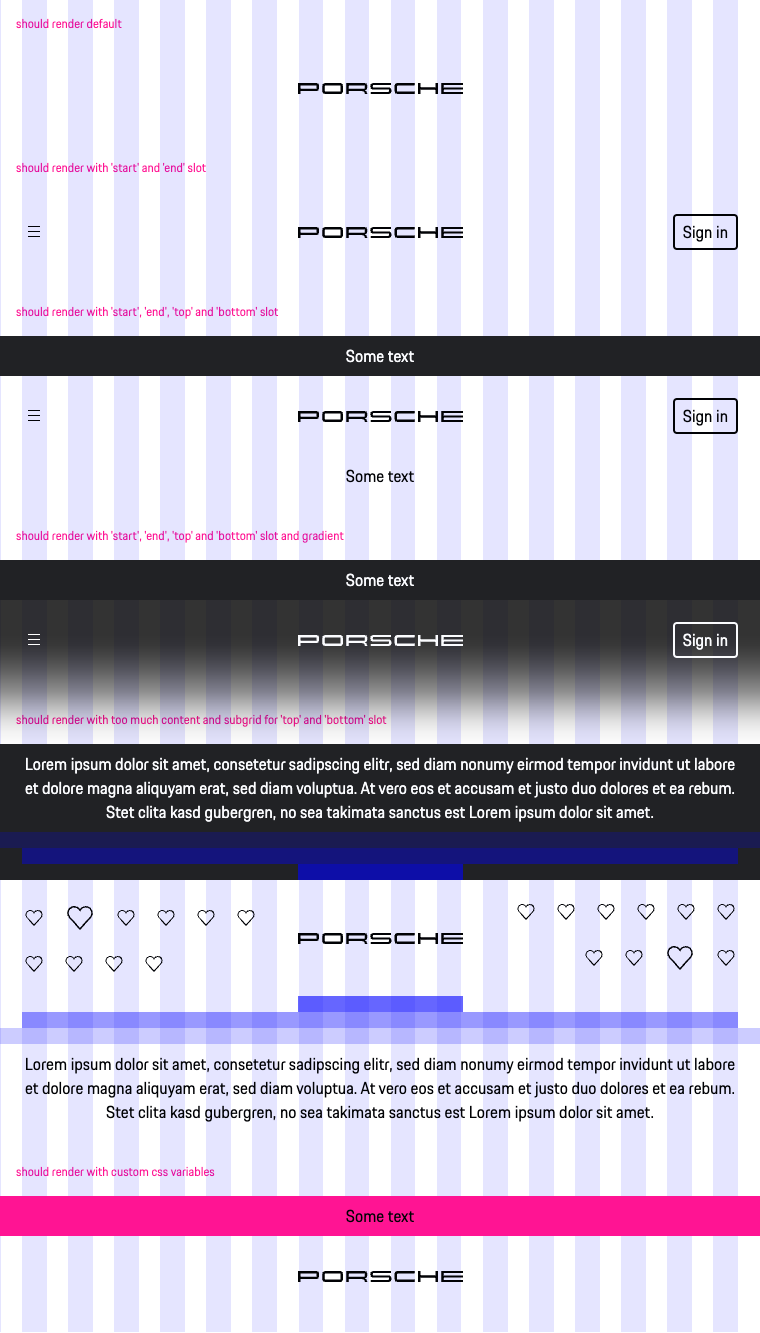 should render default
PORSCHE
should render with 'start' and 'end' slot
PORSCHE
Sign in
should render with 'start', 'end', 'top' and 'bottom' slot
Some text
PORSCHE
Sign in
Some text
should render with 'start', 'end', 'top' and 'bottom' slot and gradient
Some text
PORSCHE
Sign in
should render with too much content and subgrid for 'top' and 'bottom' slot
Lorem ipsum dolor sit amet, consetetur sadipscing elitr, sed diam nonumy eirmod tempor invidunt ut labore
et dolore magna aliquyam erat, sed diam voluptua. At vero eos et accusam et justo duo dolores et ea rebum.
Stet clita kasd gubergren, no sea takimata sanctus est Lorem ipsum dolor sit amet.
PORSCHE
Lorem ipsum dolor sit amet, consetetur sadipscing elitr, sed diam nonumy eirmod tempor invidunt ut labore
et dolore magna aliquyam erat, sed diam voluptua. At vero eos et accusam et justo duo dolores et ea rebum.
Stet clita kasd gubergren, no sea takimata sanctus est Lorem ipsum dolor sit amet.
should render with custom css variables
Some text
PORSCHE